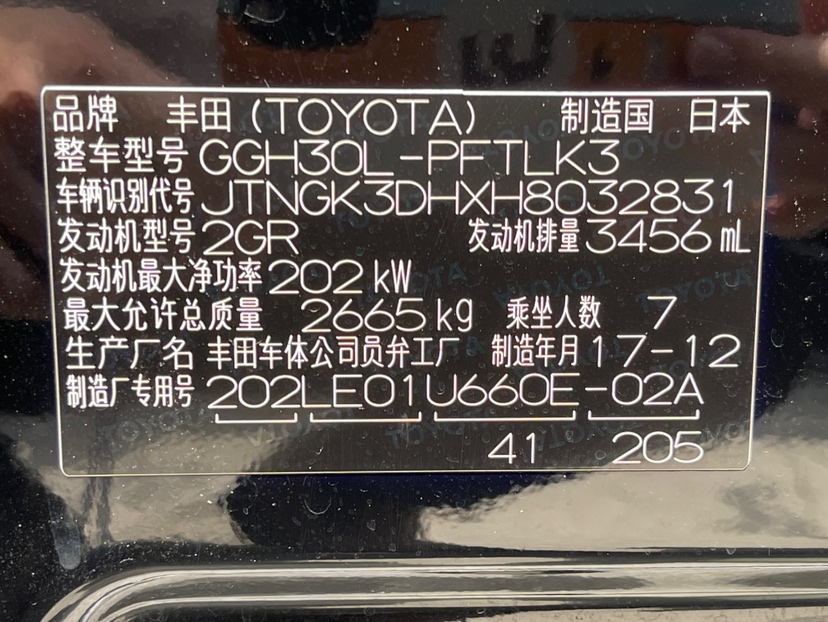 品牌 丰田(TOYOTA) 制造国 日本
整车型号 GGH30L-PFTLK3
车辆识别代号 JTNGK3DHXH8032831
发动机型号 2GR 发动机排量 3456 mL
发动机最大净功率 202 kW
最大允许总质量 2665 kg 乘坐人数 7
生产厂名 丰田车体公司员弁工厂 制造年月 17-12
制造厂专用号 202LE01U660E-02A
41 205